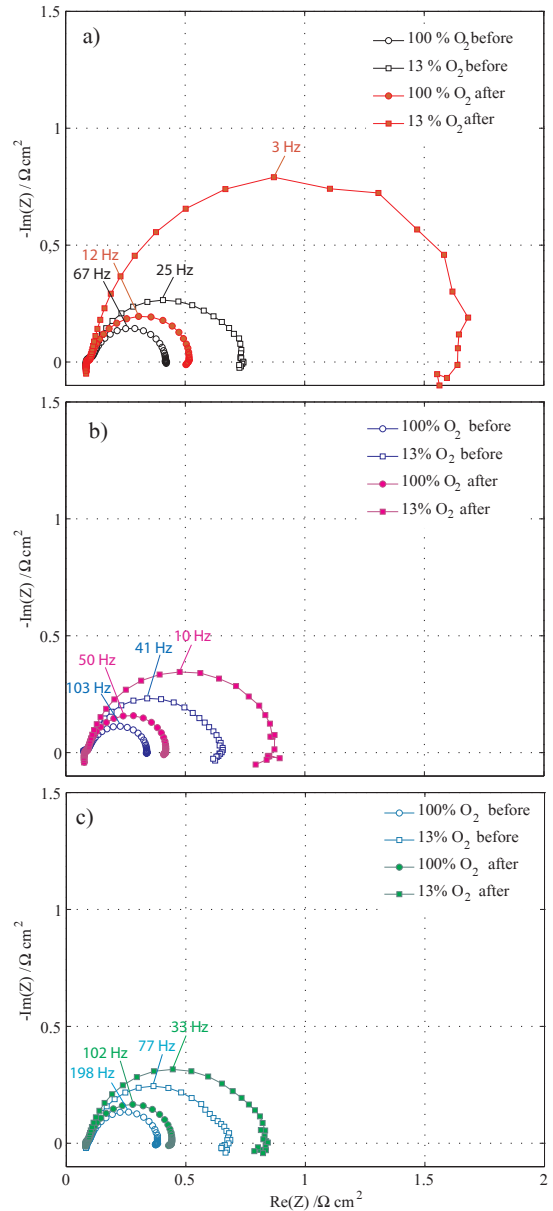 a)
100 % O2 before
13 % O2 before
100 % O2 after
13 % O2 after
3 Hz
12 Hz
67 Hz
25 Hz
1.5
1
0.5
0
-Im(Z) / Ω cm2
b)
100% O2 before
13% O2 before
100% O2 after
13% O2 after
50 Hz
41 Hz
10 Hz
103 Hz
1.5
1
0.5
0
-Im(Z) /Ω cm2
c)
100% O2 before
13% O2 before
100% O2 after
13% O2 after
102 Hz
77 Hz
33 Hz
198 Hz
1.5
1
0.5
0
-Im(Z) /Ω cm2
0 0.5 1 1.5 2
Re(Z) /Ω cm2